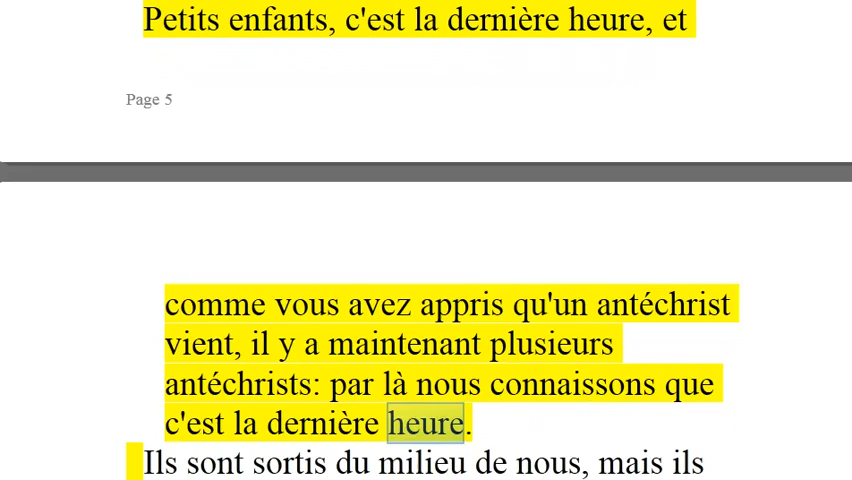 Petits enfants, c'est la dernière heure, et
Page 5
comme vous avez appris qu'un antéchrist
vient, il y a maintenant plusieurs
antéchrists: par là nous connaissons que
c'est la dernière heure.
Ils sont sortis du milieu de nous, mais ils